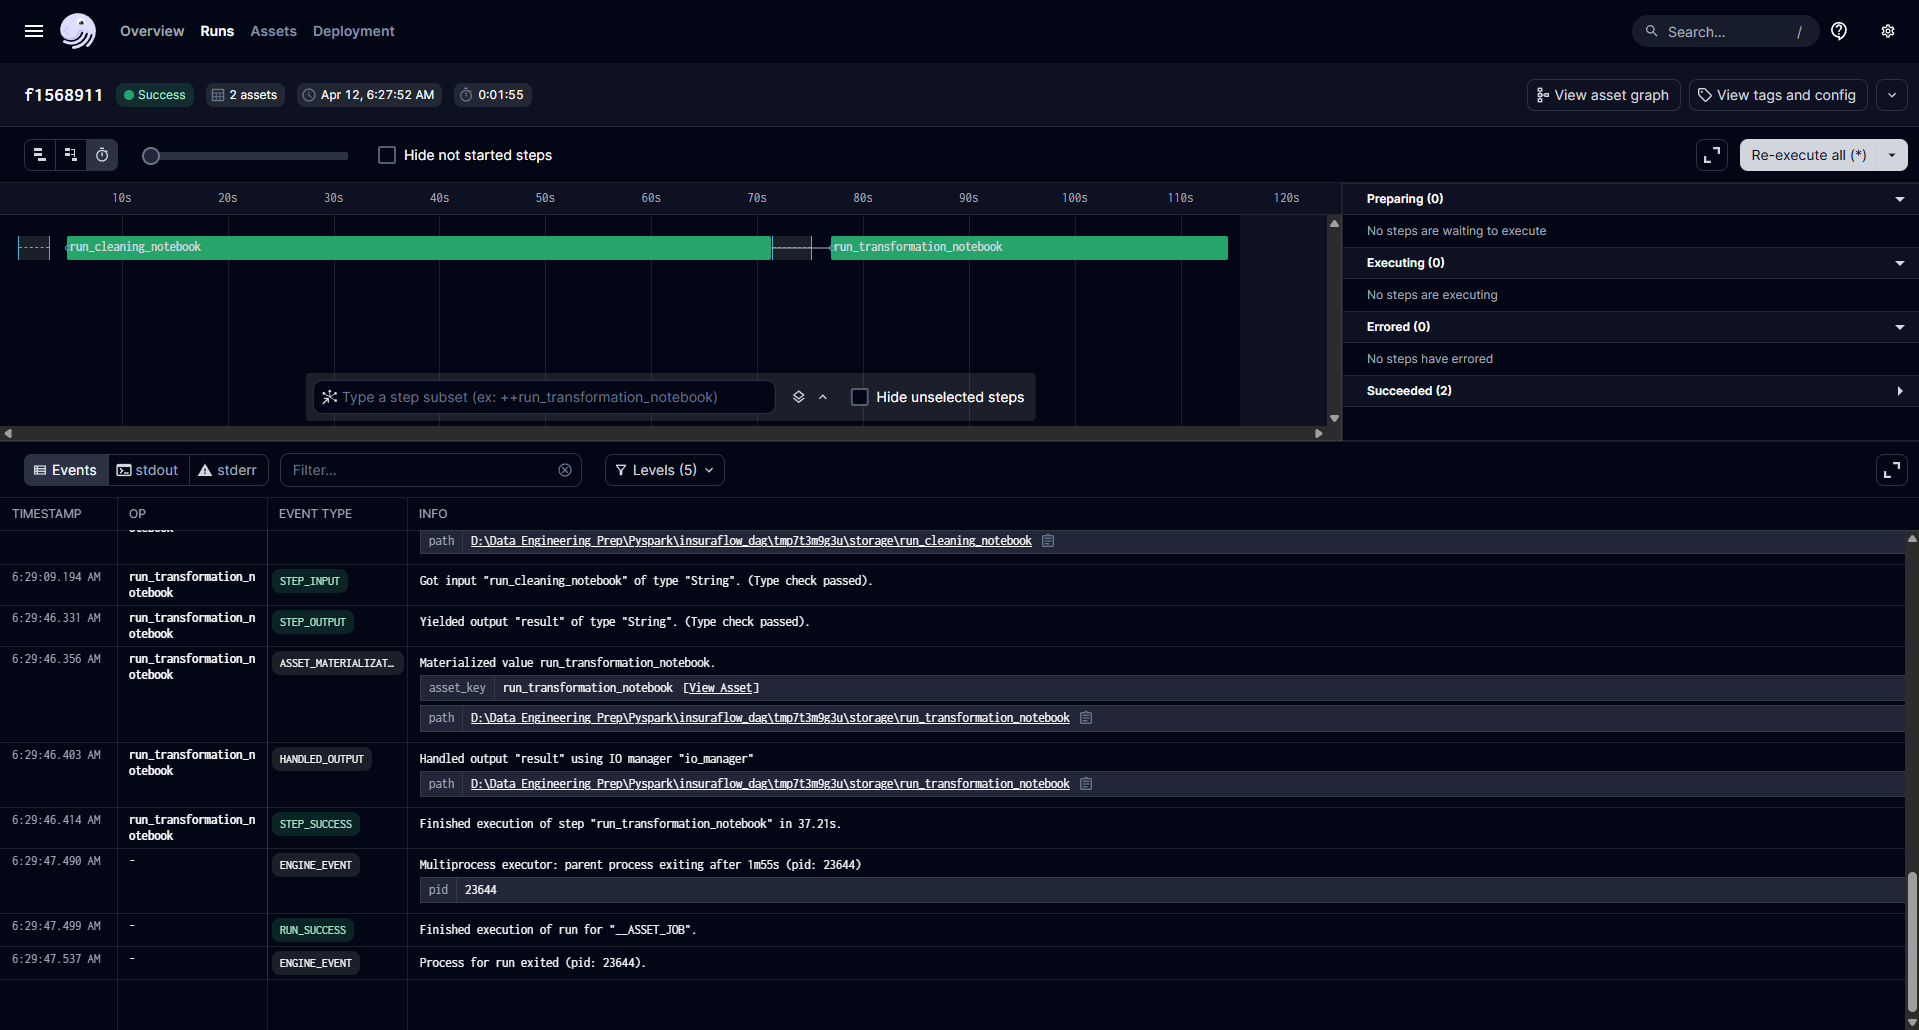 Overview Runs Assets Deployment Search... /
f1568911 Success 2 assets Apr 12, 6:27:52 AM 0:01:55 View asset graph View tags and config
Hide not started steps Re-execute all (*)
10s 20s 30s 40s 50s 60s 70s 80s 90s 100s 110s 120s
run_cleaning_notebook run_transformation_notebook
Type a step subset (ex: ++run_transformation_notebook) Hide unselected steps
Preparing (0)
No steps are waiting to execute
Executing (0)
No steps are executing
Errored (0)
No steps have errored
Succeeded (2)
Events stdout stderr Filter... Levels (5)
TIMESTAMP OP EVENT TYPE INFO
otebook
path D:\Data Engineering Prep\Pyspark\insuraflow_dag\tmp7t3m9g3u\storage\run_cleaning_notebook
6:29:09.194 AM run_transformation_n STEP_INPUT Got input "run_cleaning_notebook" of type "String". (Type check passed).
otebook
6:29:46.331 AM run_transformation_n STEP_OUTPUT Yielded output "result" of type "String". (Type check passed).
otebook
6:29:46.356 AM run_transformation_n ASSET_MATERIALIZAT... Materialized value run_transformation_notebook.
otebook
asset_key run_transformation_notebook [View Asset]
path D:\Data Engineering Prep\Pyspark\insuraflow_dag\tmp7t3m9g3u\storage\run_transformation_notebook
6:29:46.403 AM run_transformation_n HANDLED_OUTPUT Handled output "result" using IO manager "io_manager"
otebook
path D:\Data Engineering Prep\Pyspark\insuraflow_dag\tmp7t3m9g3u\storage\run_transformation_notebook
6:29:46.414 AM run_transformation_n STEP_SUCCESS Finished execution of step "run_transformation_notebook" in 37.21s.
otebook
6:29:47.490 AM - ENGINE_EVENT Multiprocess executor: parent process exiting after 1m55s (pid: 23644)
pid 23644
6:29:47.499 AM - RUN_SUCCESS Finished execution of run for "__ASSET_JOB".
6:29:47.537 AM - ENGINE_EVENT Process for run exited (pid: 23644).